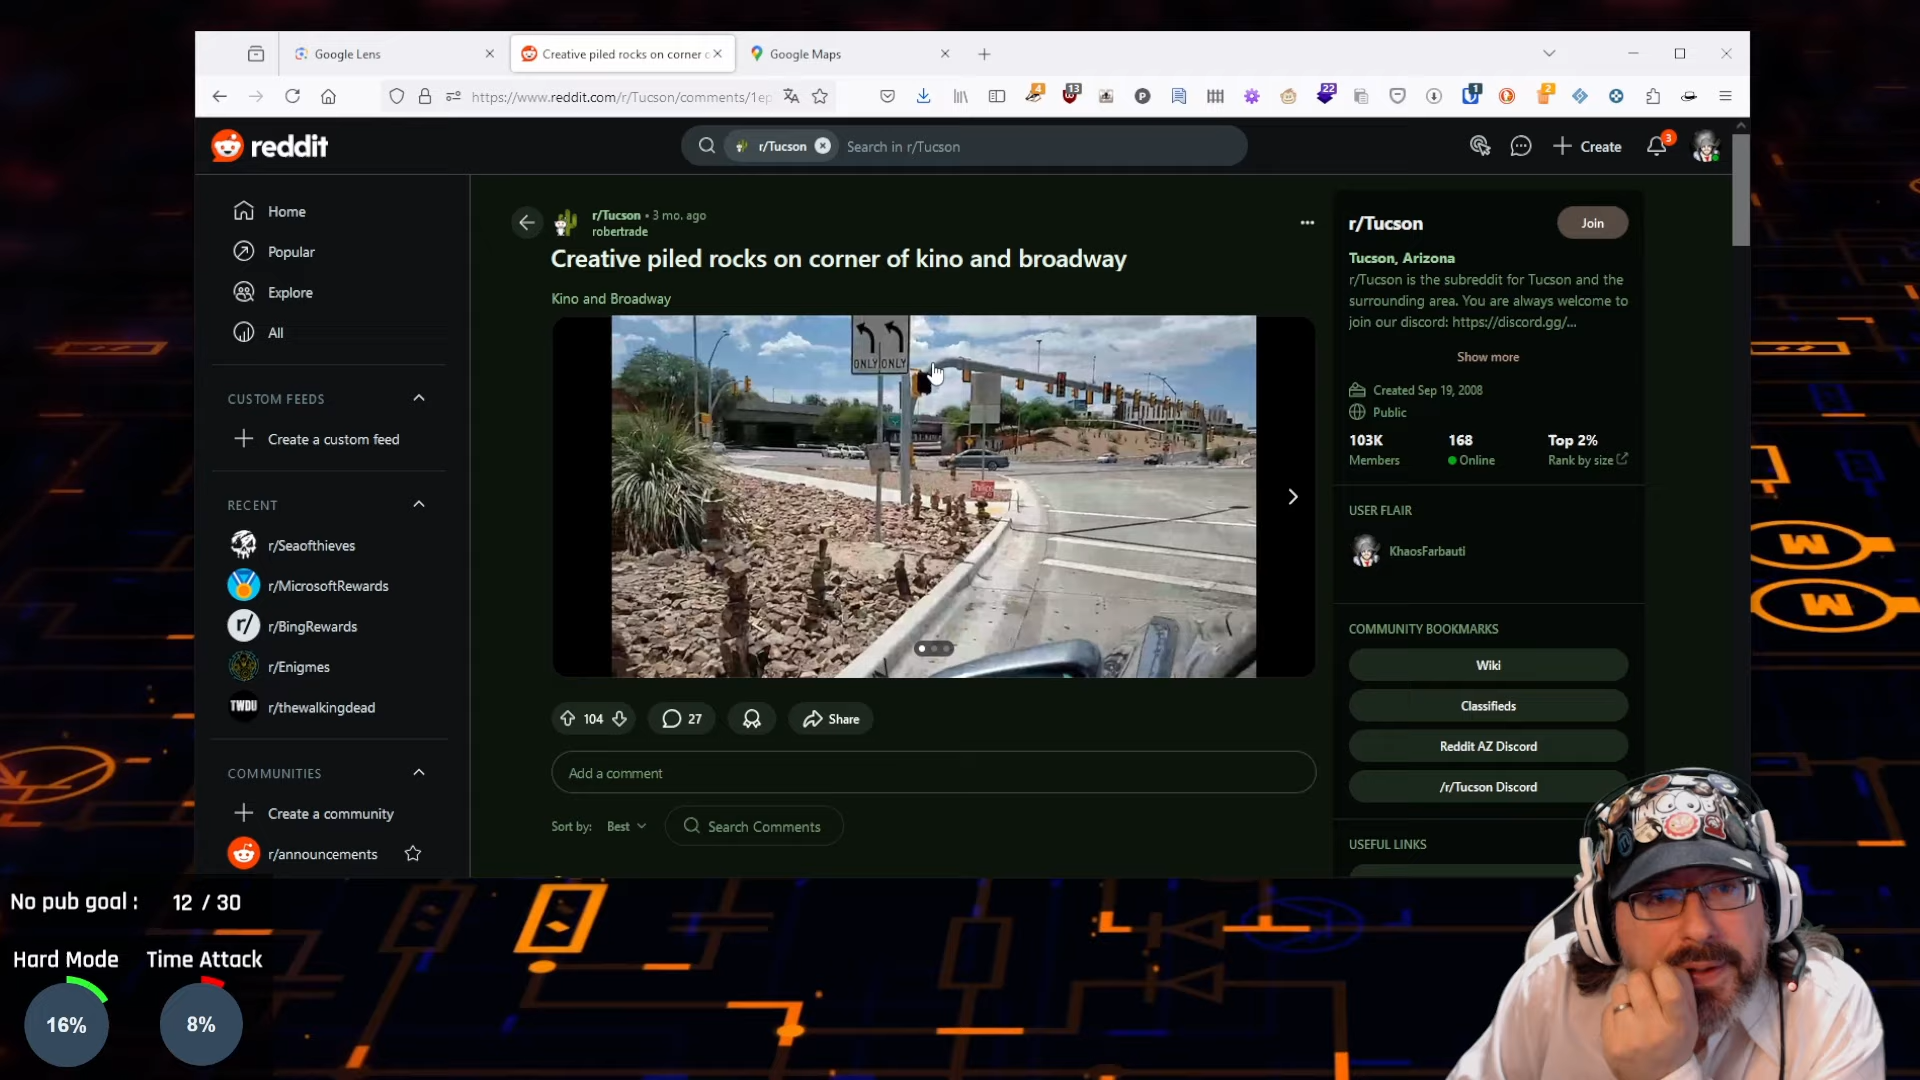 Google Lens
Creative piled rocks on corner
Google Maps
https://www.reddit.com/r/Tucson/comments/1ep
4
13
22
1
2
reddit
r/Tucson
Search in r/Tucson
Create
3
Home
Popular
Explore
All
CUSTOM FEEDS
Create a custom feed
RECENT
r/Seaofthieves
r/MicrosoftRewards
r/
r/BingRewards
r/Enigmes
TWDU
r/thewalkingdead
COMMUNITIES
Create a community
r/announcements
r/Tucson • 3 mo. ago
robertrade
Creative piled rocks on corner of kino and broadway
Kino and Broadway
ONLY ONLY
104
27
Share
Add a comment
Sort by: Best
Search Comments
r/Tucson
Join
Tucson, Arizona
r/Tucson is the subreddit for Tucson and the
surrounding area. You are always welcome to
join our discord: https://discord.gg/...
Show more
Created Sep 19, 2008
Public
103K 168 Top 2%
Members Online Rank by size
USER FLAIR
KhaosFarbauti
COMMUNITY BOOKMARKS
Wiki
Classifieds
Reddit AZ Discord
/r/Tucson Discord
USEFUL LINKS
No pub goal : 12 / 30
Hard Mode Time Attack
16% 8%